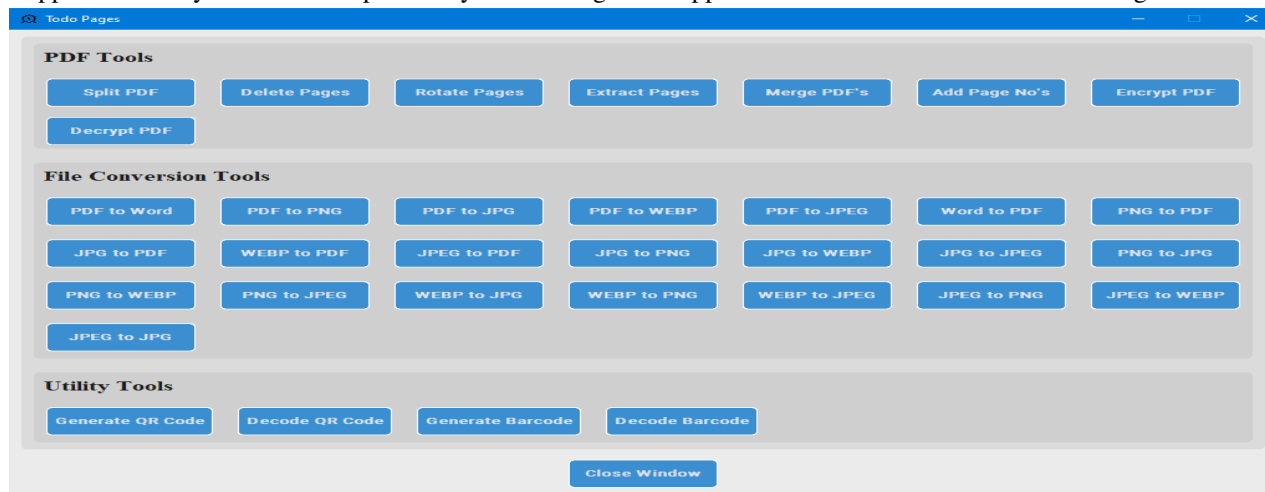 Todo Pages
PDF Tools
Split PDF Delete Pages Rotate Pages Extract Pages Merge PDF's Add Page No's Encrypt PDF
Decrypt PDF
File Conversion Tools
PDF to Word PDF to PNG PDF to JPG PDF to WEBP PDF to JPEG Word to PDF PNG to PDF
JPG to PDF WEBP to PDF JPEG to PDF JPG to PNG JPG to WEBP JPG to JPEG PNG to JPG
PNG to WEBP PNG to JPEG WEBP to JPG WEBP to PNG WEBP to JPEG JPEG to PNG JPEG to WEBP
JPEG to JPG
Utility Tools
Generate QR Code Decode QR Code Generate Barcode Decode Barcode
Close Window